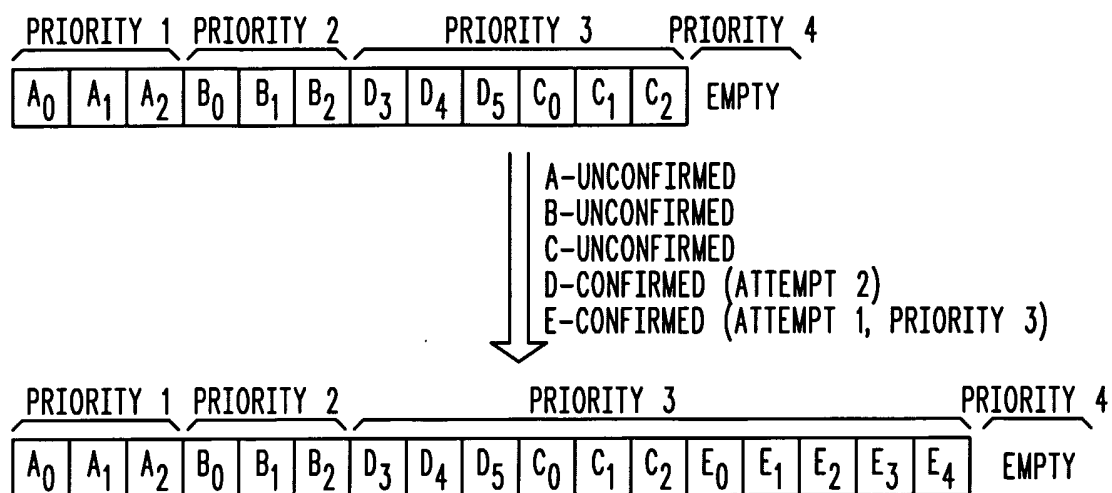 PRIORITY 1 PRIORITY 2 PRIORITY 3 PRIORITY 4
A0 A1 A2 B0 B1 B2 D3 D4 D5 C0 C1 C2 EMPTY
A-UNCONFIRMED
B-UNCONFIRMED
C-UNCONFIRMED
D-CONFIRMED (ATTEMPT 2)
E-CONFIRMED (ATTEMPT 1, PRIORITY 3)
PRIORITY 1 PRIORITY 2 PRIORITY 3 PRIORITY 4
A0 A1 A2 B0 B1 B2 D3 D4 D5 C0 C1 C2 E0 E1 E2 E3 E4 EMPTY